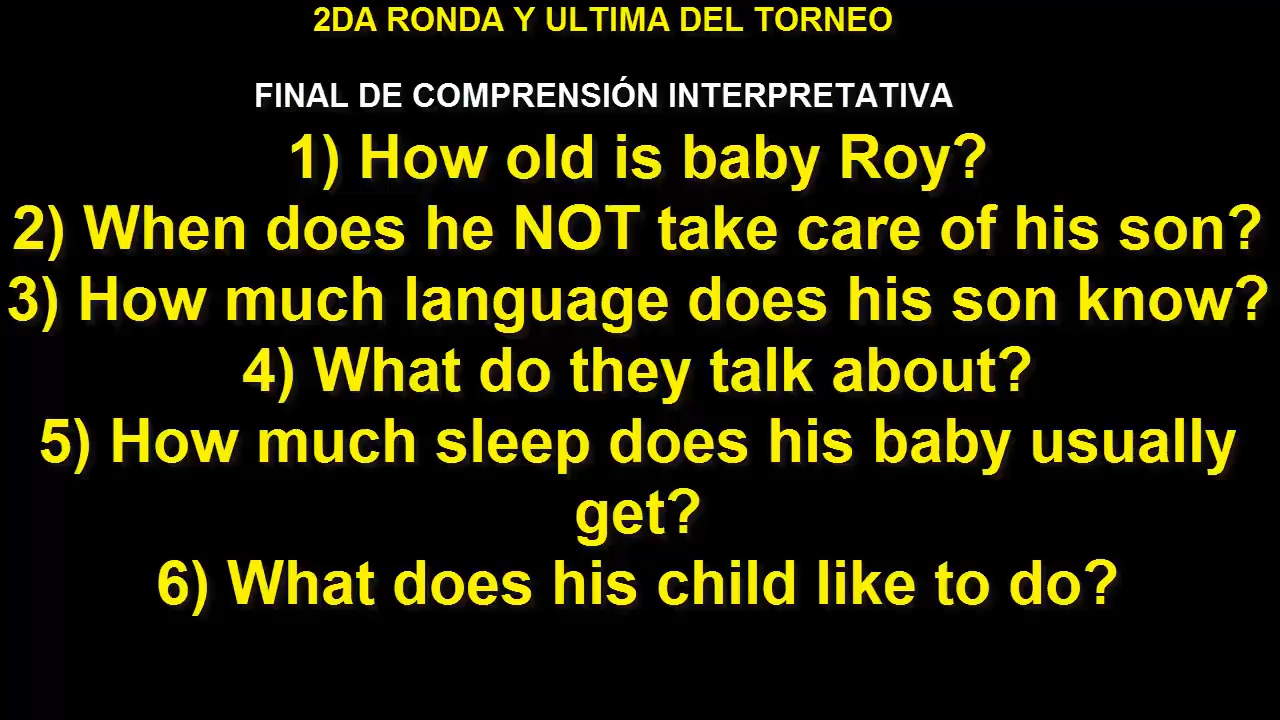 2DA RONDA Y ULTIMA DEL TORNEO
FINAL DE COMPRENSIÓN INTERPRETATIVA
1) How old is baby Roy?
2) When does he NOT take care of his son?
3) How much language does his son know?
4) What do they talk about?
5) How much sleep does his baby usually
get?
6) What does his child like to do?